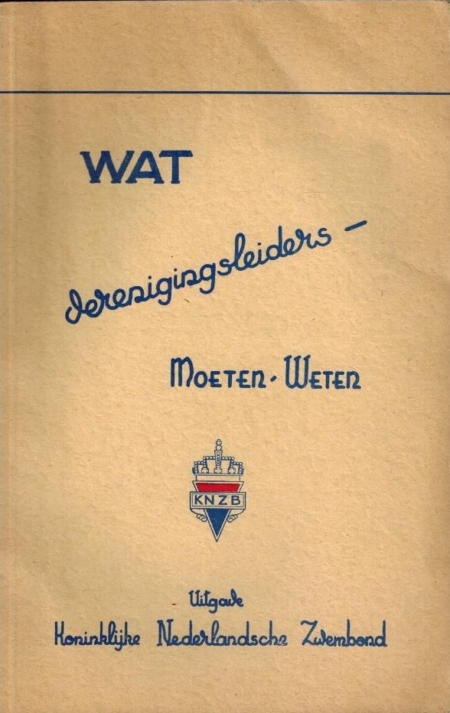 WAT
Verenigingsleiders –
MOETEN - WETEN
KNZB
Uitgave
Koninklijke Nederlandsche Zwembond